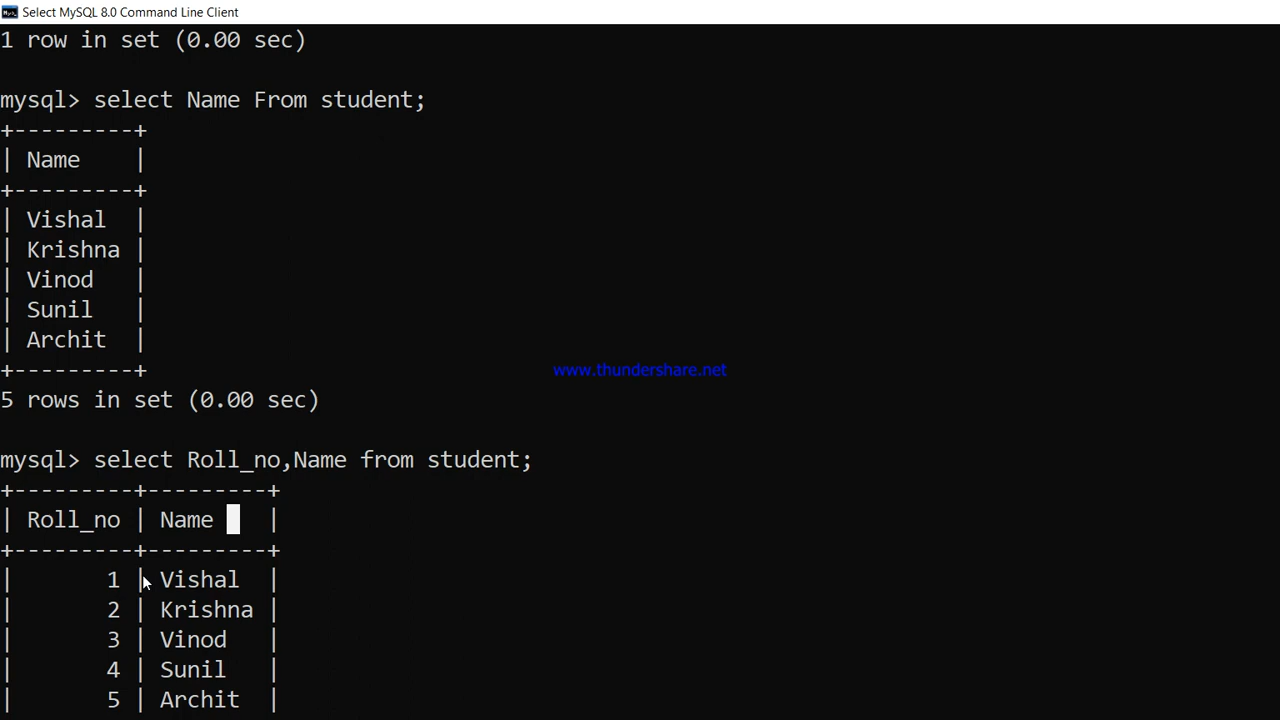 Select MySQL 8.0 Command Line Client
1 row in set (0.00 sec)
mysql> select Name From student;
+---------+
| Name    |
+---------+
| Vishal  |
| Krishna |
| Vinod   |
| Sunil   |
| Archit  |
+---------+
www.thundershare.net
5 rows in set (0.00 sec)
mysql> select Roll_no,Name from student;
+---------+---------+
| Roll_no | Name    |
+---------+---------+
|       1 | Vishal  |
|       2 | Krishna |
|       3 | Vinod   |
|       4 | Sunil   |
|       5 | Archit  |